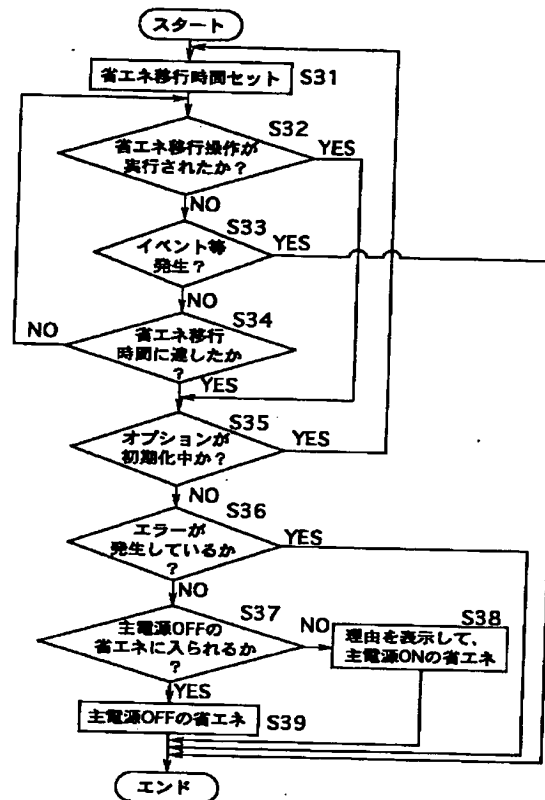 スタート
省エネ移行時間セット S31
S32
省エネ移行操作が
実行されたか？
YES
NO
S33
イベント等
発生？
YES
NO
S34
省エネ移行
時間に達したか
？
NO
YES
S35
オプションが
初期化中か？
YES
NO
S36
エラーが
発生しているか
？
YES
NO
S37
主電源OFFの
省エネに入られるか
？
NO
S38
理由を表示して、
主電源ONの省エネ
YES
主電源OFFの省エネ S39
エンド